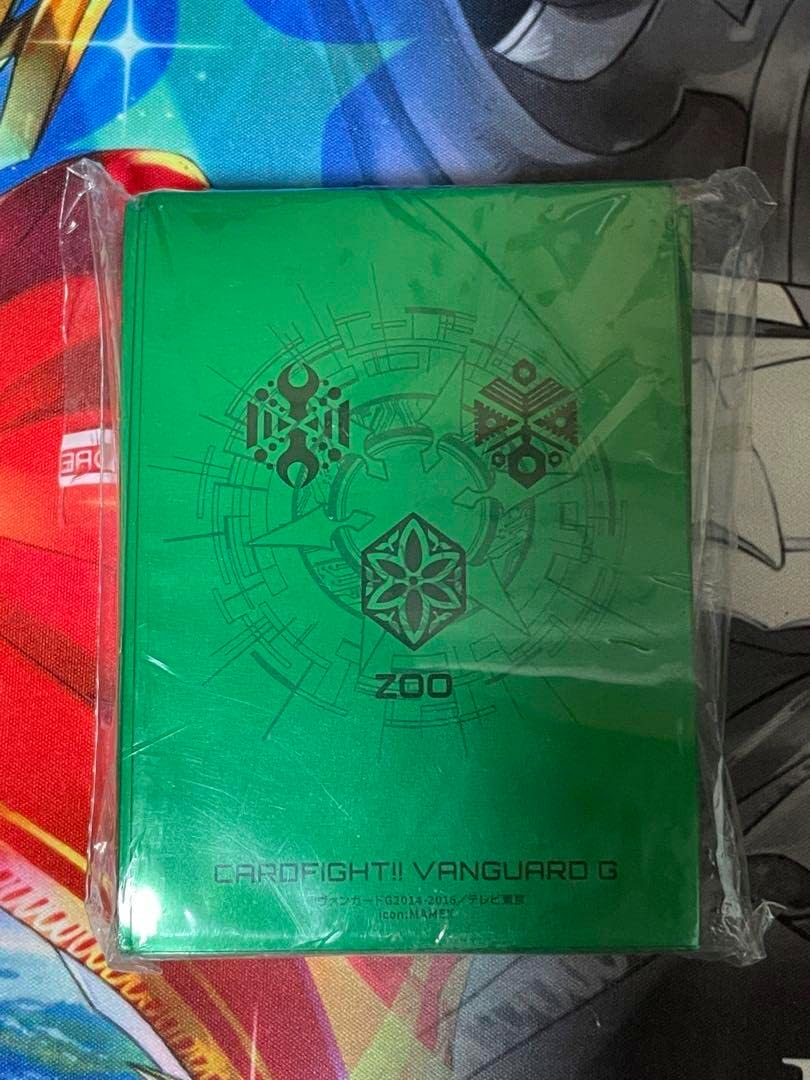 ORE
ZOO
CARDFIGHT!! VANGUARD G
ヴァンガードG2014-2016／テレビ東京
icon:MAMEX